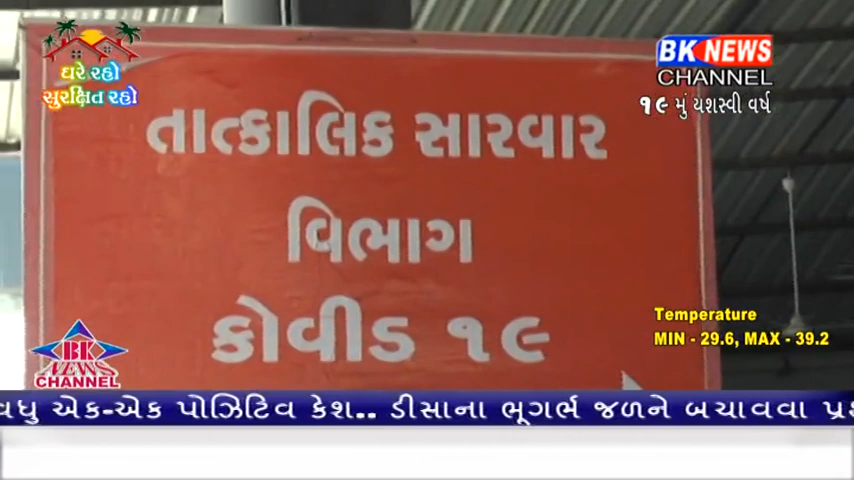 ઘરે રહો
સુરક્ષિત રહો
BK NEWS
CHANNEL
૧૯ મું યશસ્વી વર્ષ
તાત્કાલિક સારવાર
વિભાગ
કોવીડ ૧૯
Temperature
MIN - 29.6, MAX - 39.2
BK
NEWS
CHANNEL
વધુ એક-એક પોઝિટિવ કેશ.. ડીસાના ભૂગર્ભ જળને બચાવવા